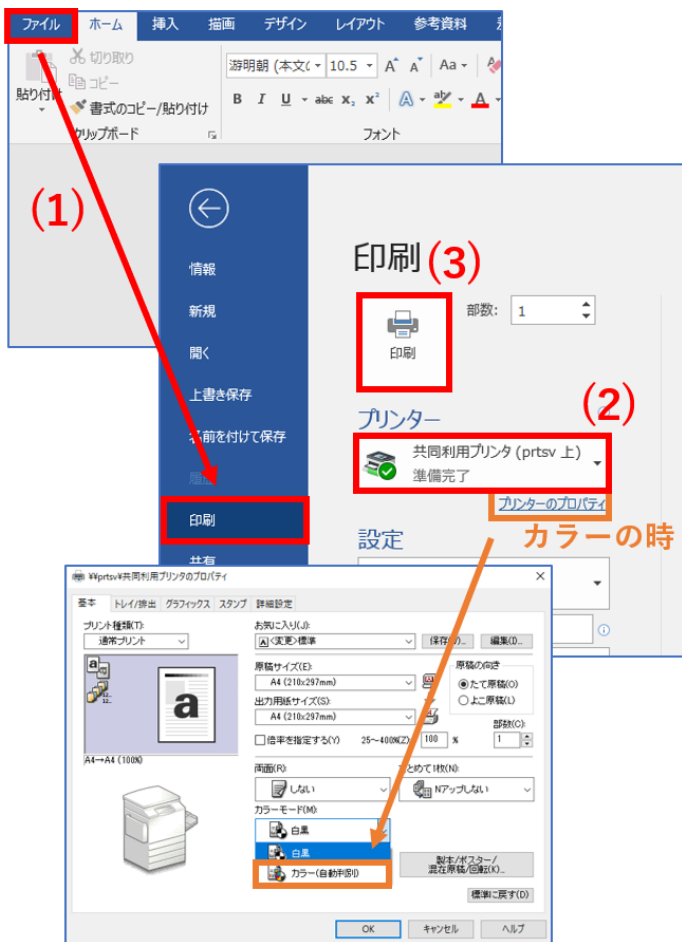 ファイル ホーム 挿入 描画 デザイン レイアウト 参考資料
切り取り
コピー
貼り付け
書式のコピー/貼り付け
クリップボード
游明朝 (本文( 10.5 A A Aa
B I U abc x₂ x² A A
フォント
(1)
情報
新規
開く
上書き保存
名前を付けて保存
印刷
共有
印刷 (3)
印刷
部数: 1
(2)
プリンター
共同利用プリンタ (prtsv 上)
準備完了
プリンターのプロパティ
カラーの時
設定
¥¥prtsv¥共同利用プリンタのプロパティ
基本 トレイ/排出 グラフィックス スタンプ 詳細設定
プリント種類(T):
通常プリント
a
a
A4→A4 (100%)
お気に入り(J):
A <変更>標準
編集(I)...
原稿サイズ(E):
A4 (210x297mm)
原稿の向き
たて原稿(O)
よこ原稿(L)
出力用紙サイズ(S):
A4 (210x297mm)
部数(C):
倍率を指定する(Y) 25～400%(Z): 100 %
1
両面(R):
しない
まとめて1枚(N):
Nアップしない
カラーモード(M):
白黒
白黒
カラー(自動判別)
製本/ポスター/
混在原稿/回転(K)...
標準に戻す(D)
OK キャンセル ヘルプ